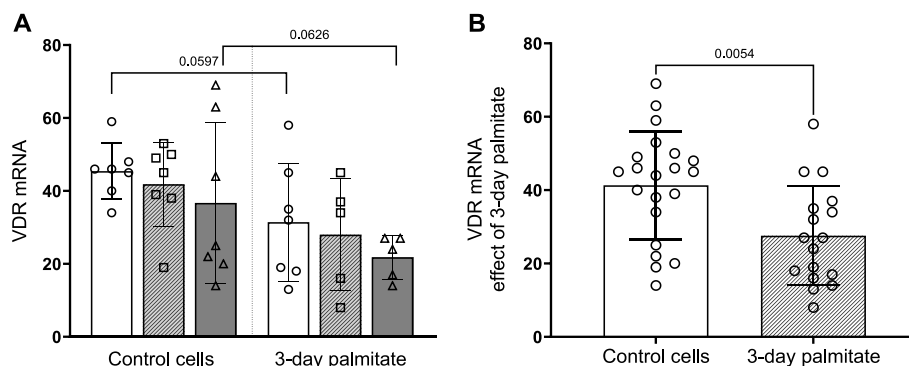 A
VDR mRNA
80
60
40
20
0
0.0597
0.0626
Control cells
3-day palmitate
B
VDR mRNA
effect of 3-day palmitate
80
60
40
20
0
0.0054
Control cells
3-day palmitate